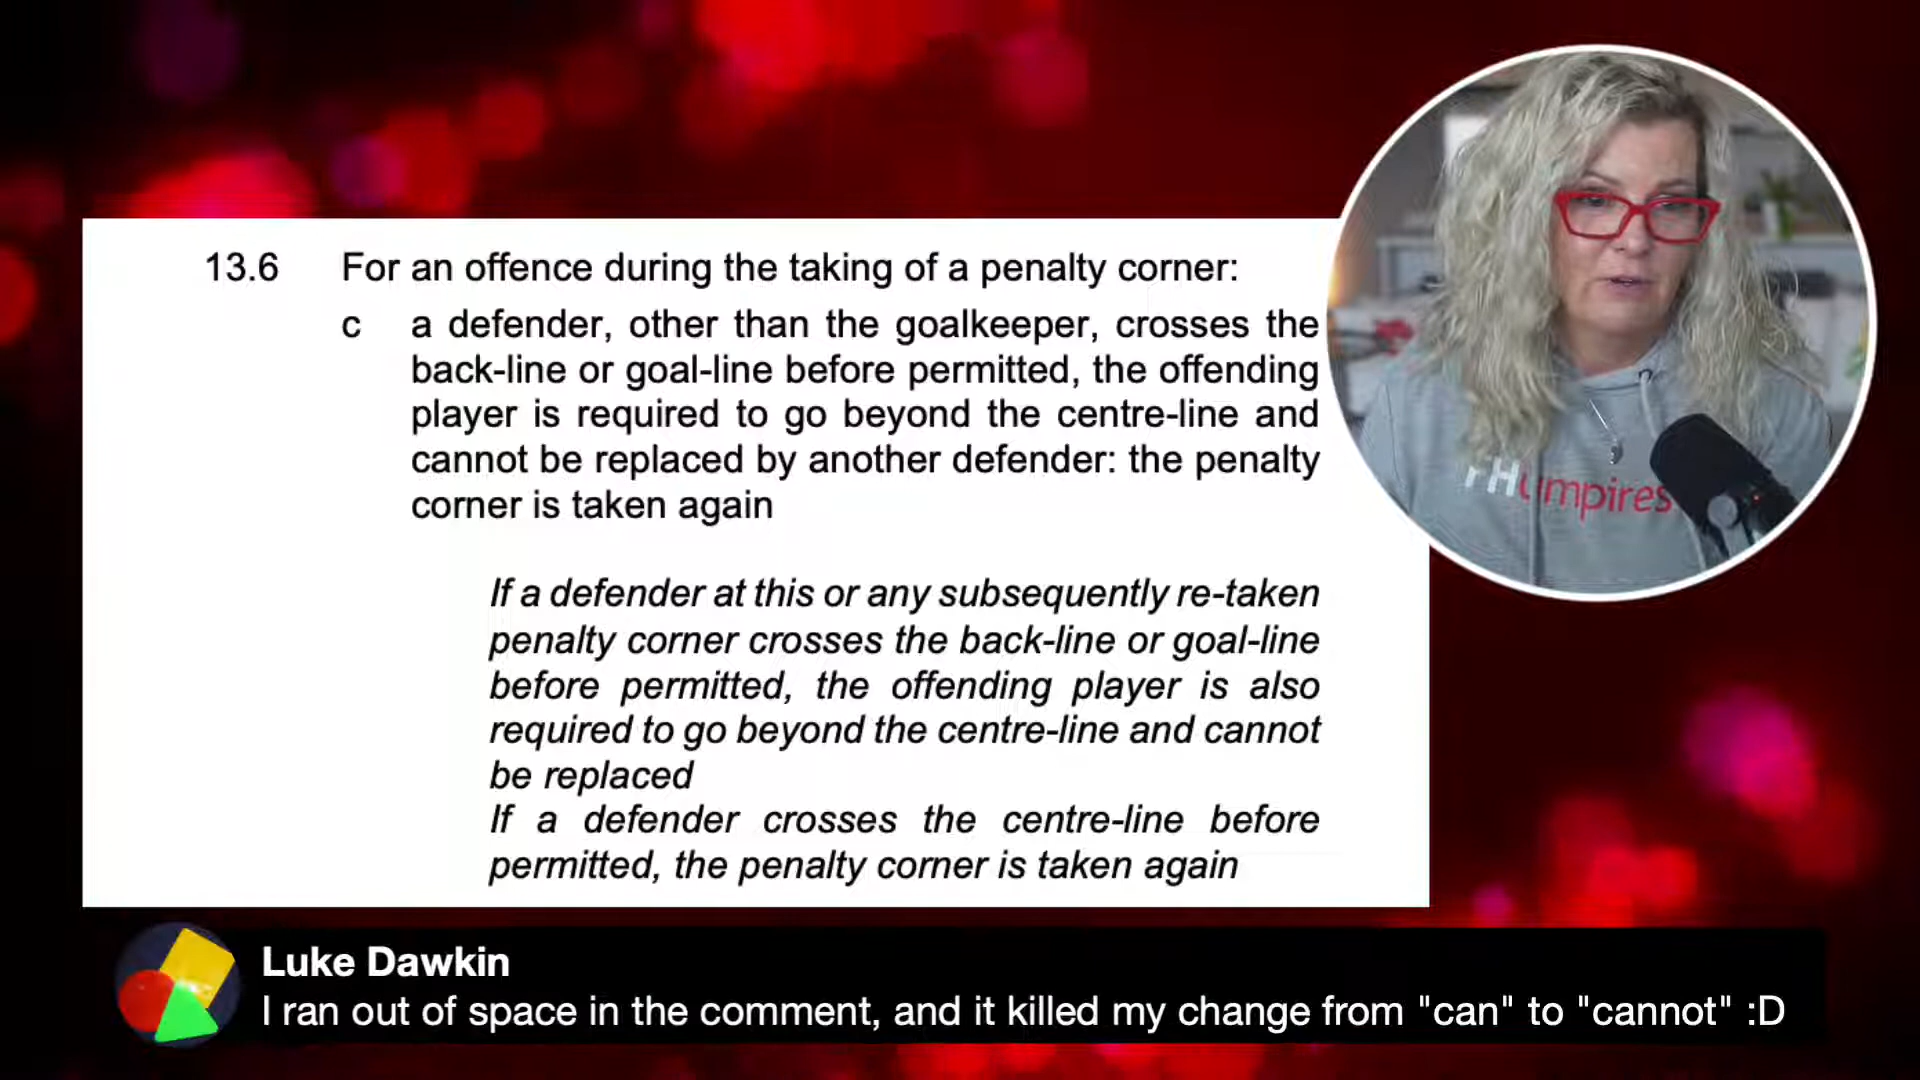 13.6 For an offence during the taking of a penalty corner:
c a defender, other than the goalkeeper, crosses the
back-line or goal-line before permitted, the offending
player is required to go beyond the centre-line and
cannot be replaced by another defender: the penalty
corner is taken again
If a defender at this or any subsequently re-taken
penalty corner crosses the back-line or goal-line
before permitted, the offending player is also
required to go beyond the centre-line and cannot
be replaced
If a defender crosses the centre-line before
permitted, the penalty corner is taken again
FHumpires
Luke Dawkin
I ran out of space in the comment, and it killed my change from "can" to "cannot" :D